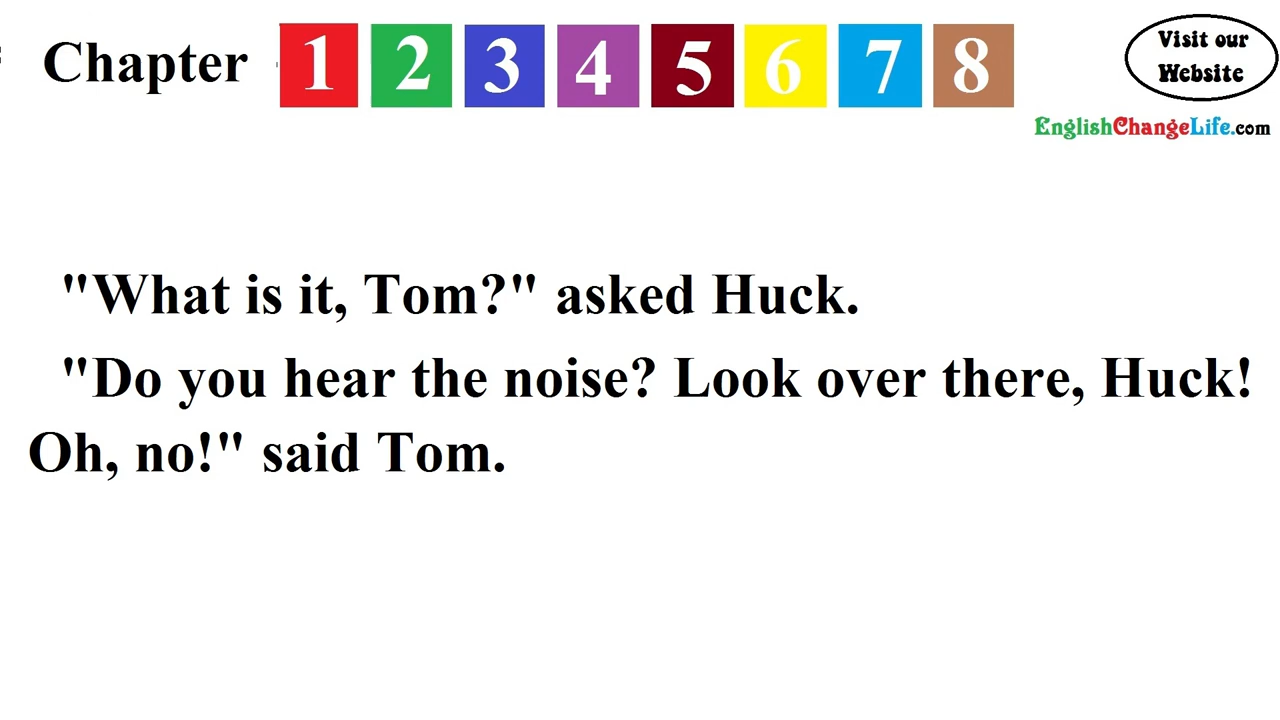 Chapter 1 2 3 4 5 6 7 8
Visit our
Website
EnglishChangeLife.com
"What is it, Tom?" asked Huck.
"Do you hear the noise? Look over there, Huck!
Oh, no!" said Tom.